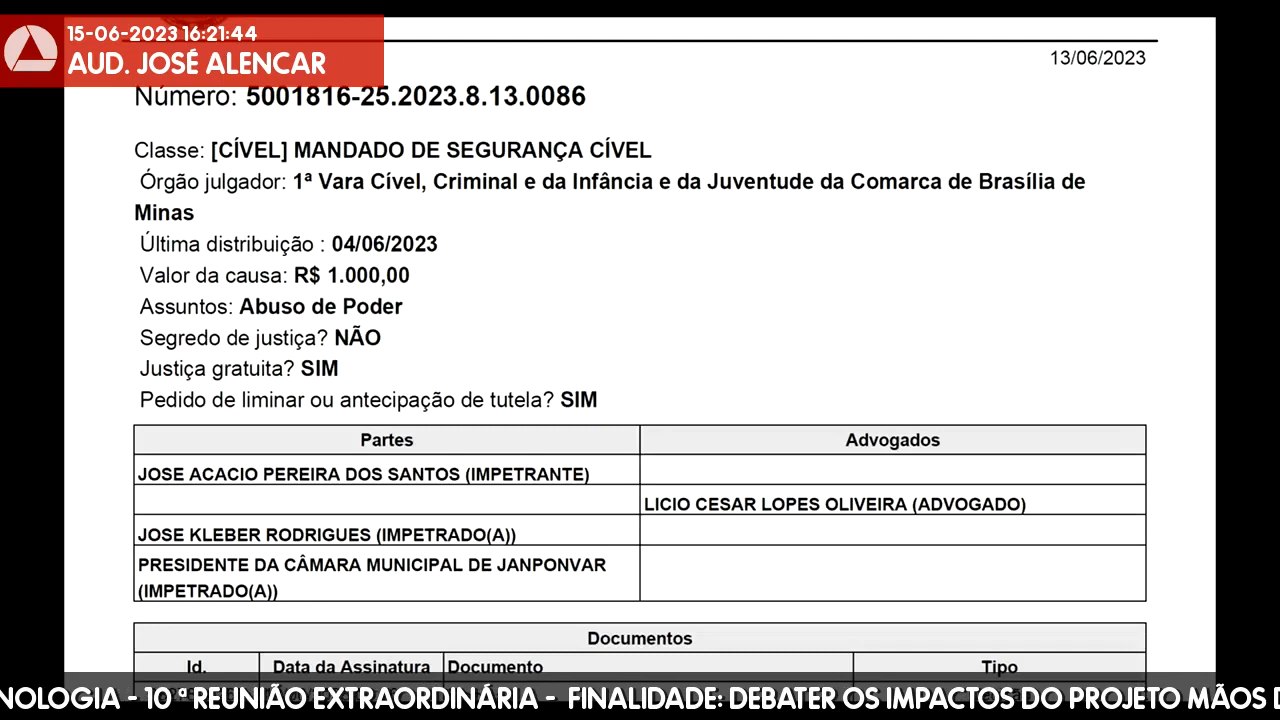 15-06-2023 16:21:44
AUD. JOSÉ ALENCAR
13/06/2023
Número: 5001816-25.2023.8.13.0086
Classe: [CÍVEL] MANDADO DE SEGURANÇA CÍVEL
Órgão julgador: 1ª Vara Cível, Criminal e da Infância e da Juventude da Comarca de Brasília de
Minas
Última distribuição : 04/06/2023
Valor da causa: R$ 1.000,00
Assuntos: Abuso de Poder
Segredo de justiça? NÃO
Justiça gratuita? SIM
Pedido de liminar ou antecipação de tutela? SIM
Partes Advogados
JOSE ACACIO PEREIRA DOS SANTOS (IMPETRANTE)
LICIO CESAR LOPES OLIVEIRA (ADVOGADO)
JOSE KLEBER RODRIGUES (IMPETRADO(A))
PRESIDENTE DA CÂMARA MUNICIPAL DE JANPONVAR
(IMPETRADO(A))
Documentos
Id. Data da Assinatura Documento Tipo
NOLOGIA - 10 ª REUNIÃO EXTRAORDINÁRIA - FINALIDADE: DEBATER OS IMPACTOS DO PROJETO MÃOS